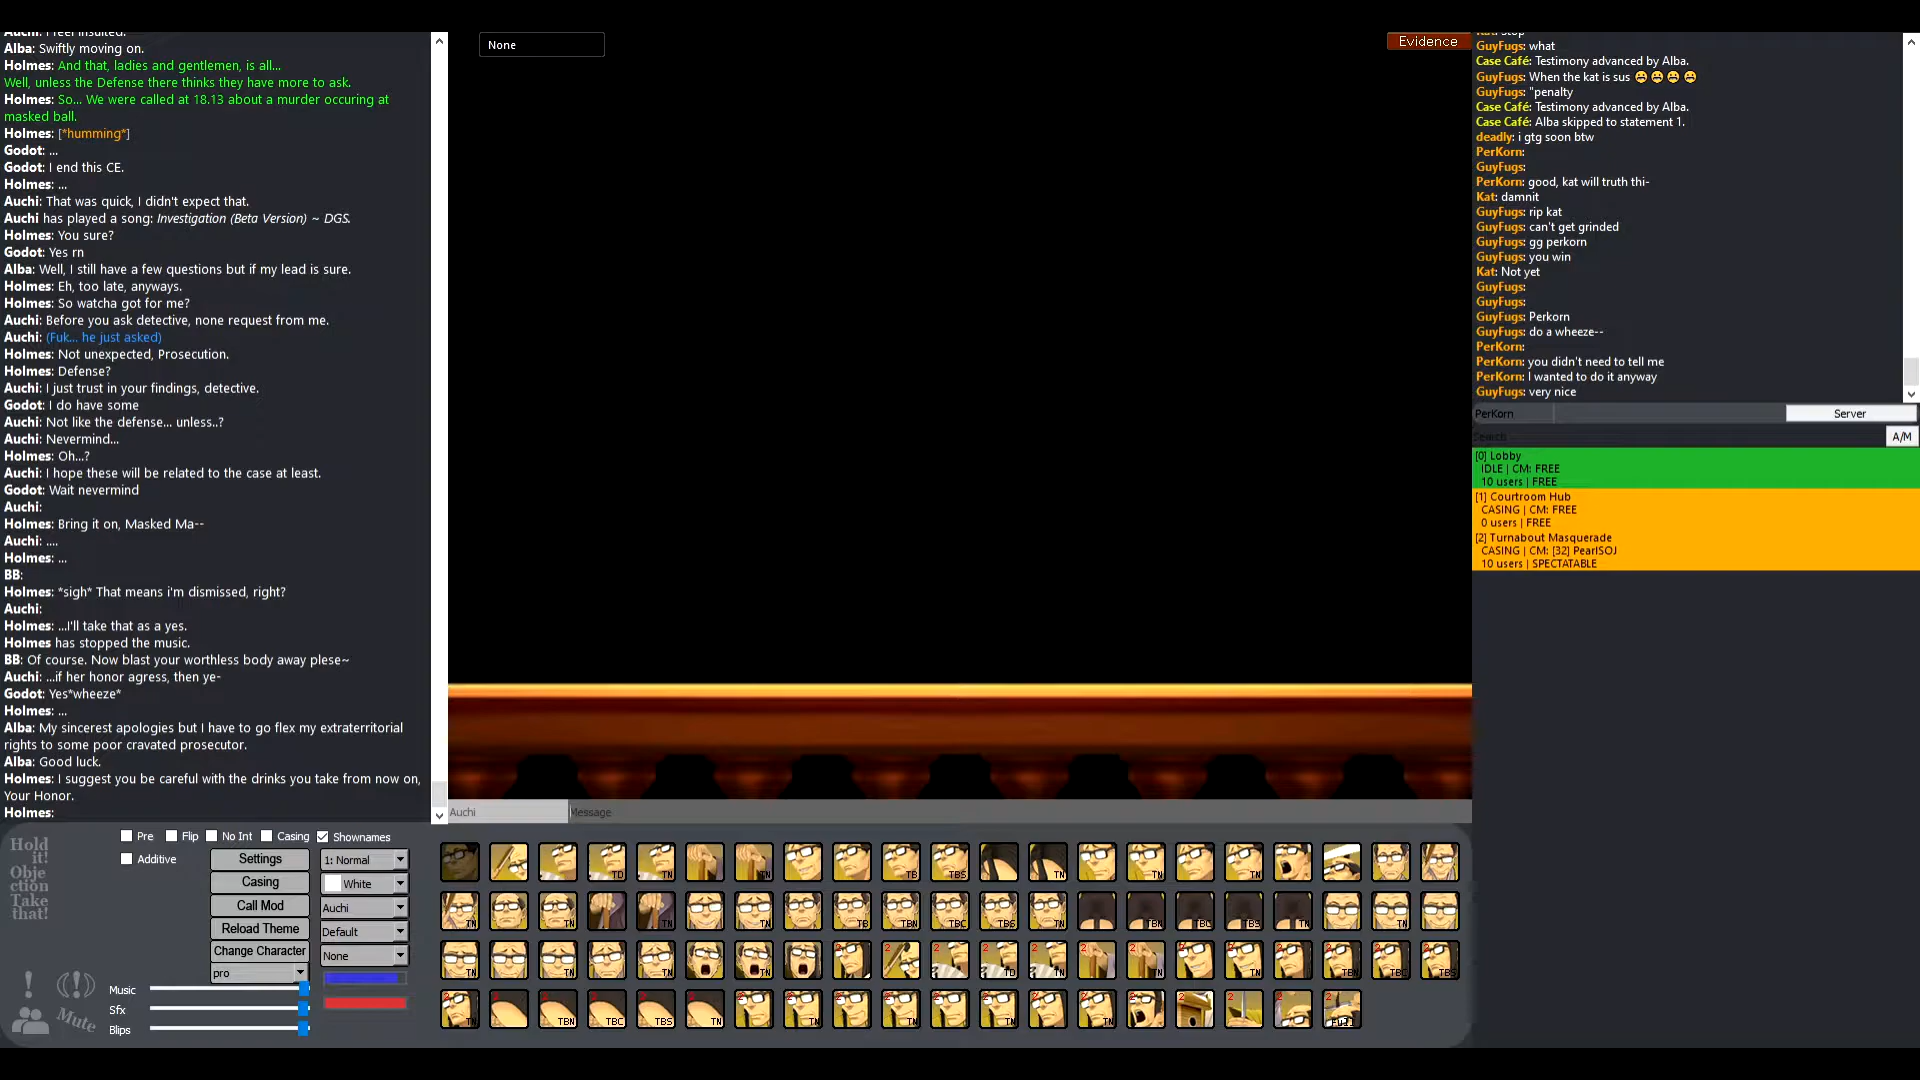 Auchi: I feel insulted.
Alba: Swiftly moving on.
Holmes: And that, ladies and gentlemen, is all...
Well, unless the Defense there thinks they have more to ask.
Holmes: So... We were called at 18.13 about a murder occuring at
masked ball.
Holmes: [*humming*]
Godot: ...
Godot: I end this CE.
Holmes: ...
Auchi: That was quick, I didn't expect that.
Auchi has played a song: Investigation (Beta Version) ~ DGS.
Holmes: You sure?
Godot: Yes rn
Alba: Well, I still have a few questions but if my lead is sure.
Holmes: Eh, too late, anyways.
Holmes: So watcha got for me?
Auchi: Before you ask detective, none request from me.
Auchi: (Fuk... he just asked)
Holmes: Not unexpected, Prosecution.
Holmes: Defense?
Auchi: I just trust in your findings, detective.
Godot: I do have some
Auchi: Not like the defense... unless..?
Auchi: Nevermind...
Holmes: Oh...?
Auchi: I hope these will be related to the case at least.
Godot: Wait nevermind
Auchi:
Holmes: Bring it on, Masked Ma--
Auchi: ....
Holmes: ...
BB:
Holmes: *sigh* That means i'm dismissed, right?
Auchi:
Holmes: ...I'll take that as a yes.
Holmes has stopped the music.
BB: Of course. Now blast your worthless body away plese~
Auchi: ...if her honor agress, then ye-
Godot: Yes*wheeze*
Holmes: ...
Alba: My sincerest apologies but I have to go flex my extraterritorial
rights to some poor cravated prosecutor.
Alba: Good luck.
Holmes: I suggest you be careful with the drinks you take from now on,
Your Honor.
Holmes:
None
Evidence
Kat: stop
GuyFugs: what
Case Café: Testimony advanced by Alba.
GuyFugs: When the kat is sus 😄😄😄😄
GuyFugs: "penalty
Case Café: Testimony advanced by Alba.
Case Café: Alba skipped to statement 1.
deadly: i gtg soon btw
PerKorn:
GuyFugs:
PerKorn: good, kat will truth thi-
Kat: damnit
GuyFugs: rip kat
GuyFugs: can't get grinded
GuyFugs: gg perkorn
GuyFugs: you win
Kat: Not yet
GuyFugs:
GuyFugs:
GuyFugs: Perkorn
GuyFugs: do a wheeze--
PerKorn:
PerKorn: you didn't need to tell me
PerKorn: I wanted to do it anyway
GuyFugs: very nice
PerKorn
Server
Search
A/M
[0] Lobby
IDLE | CM: FREE
10 users | FREE
[1] Courtroom Hub
CASING | CM: FREE
0 users | FREE
[2] Turnabout Masquerade
CASING | CM: [32] PearlSOJ
10 users | SPECTATABLE
Auchi
Message
Hold
it!
Obje
ction
Take
that!
Pre
Flip
No Int
Casing
Shownames
Additive
Settings
1: Normal
Casing
White
Call Mod
Auchi
Reload Theme
Default
Change Character
None
pro
Music
Sfx
Blips
Mute